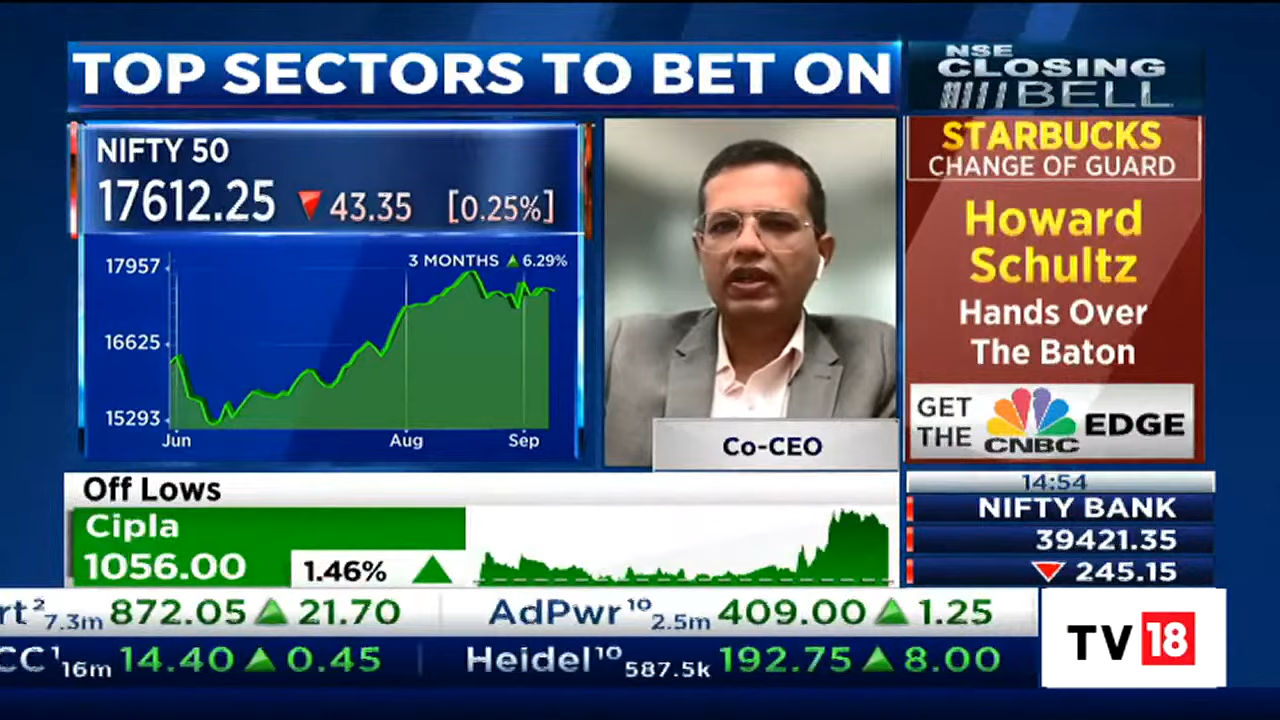 TOP SECTORS TO BET ON
NSE
CLOSING
BELL
NIFTY 50
17612.25 ▼ 43.35 [0.25%]
3 MONTHS ▲ 6.29%
17957
16625
15293
Jun Aug Sep
Co-CEO
STARBUCKS
CHANGE OF GUARD
Howard
Schultz
Hands Over
The Baton
GET
THE
CNBC
EDGE
Off Lows
Cipla
1056.00
1.46% ▲
14:54
NIFTY BANK
39421.35
▼ 245.15
rt² 7.3m 872.05 ▲ 21.70 AdPwr¹⁰ 2.5m 409.00 ▲ 1.25
CC¹ 16m 14.40 ▲ 0.45 Heidel¹⁰ 587.5k 192.75 ▲ 8.00
TV18